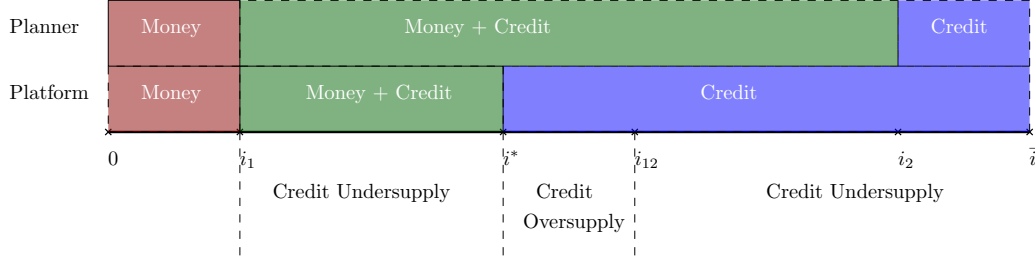 Planner Money Money + Credit Credit
Platform Money Money + Credit Credit
0 i₁ i* i₁₂ i₂ i̅
Credit Undersupply Credit Oversupply Credit Undersupply